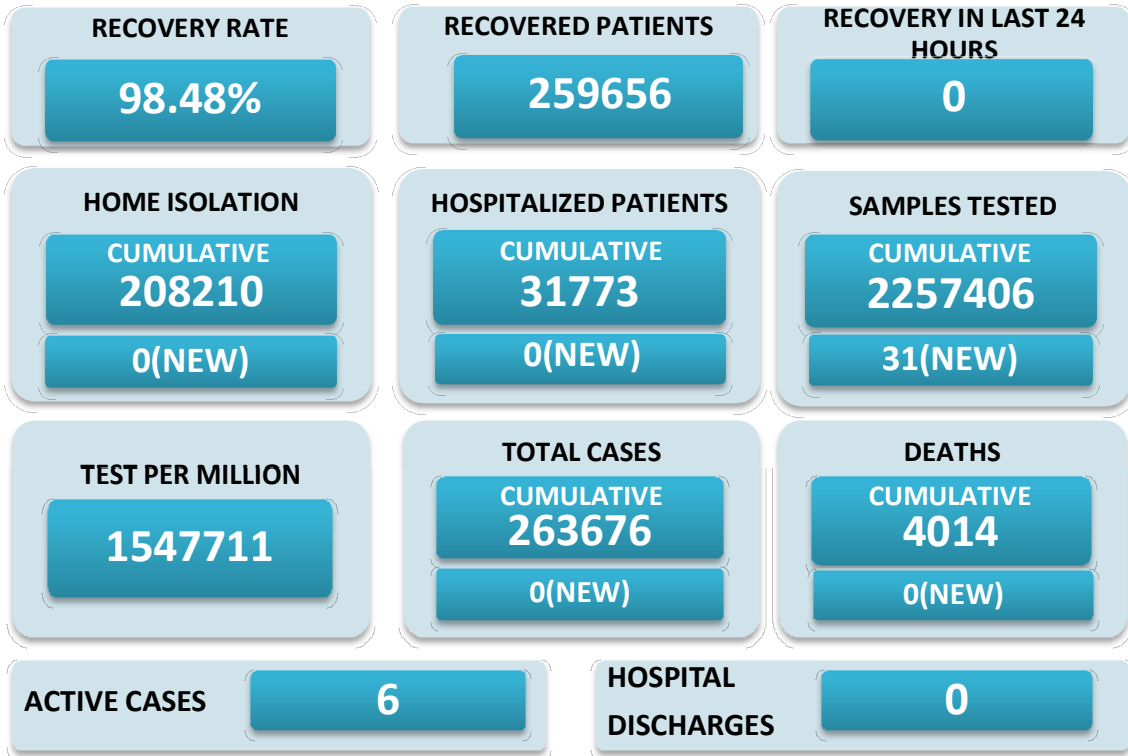 RECOVERY RATE
98.48%
RECOVERED PATIENTS
259656
RECOVERY IN LAST 24
HOURS
0
HOME ISOLATION
CUMULATIVE
208210
0(NEW)
HOSPITALIZED PATIENTS
CUMULATIVE
31773
0(NEW)
SAMPLES TESTED
CUMULATIVE
2257406
31(NEW)
TEST PER MILLION
1547711
TOTAL CASES
CUMULATIVE
263676
0(NEW)
DEATHS
CUMULATIVE
4014
0(NEW)
ACTIVE CASES
6
HOSPITAL
DISCHARGES
0